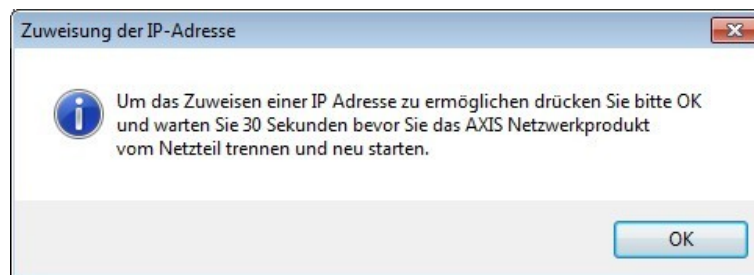 Zuweisung der IP-Adresse
Um das Zuweisen einer IP Adresse zu ermöglichen drücken Sie bitte OK
und warten Sie 30 Sekunden bevor Sie das AXIS Netzwerkprodukt
vom Netzteil trennen und neu starten.
OK